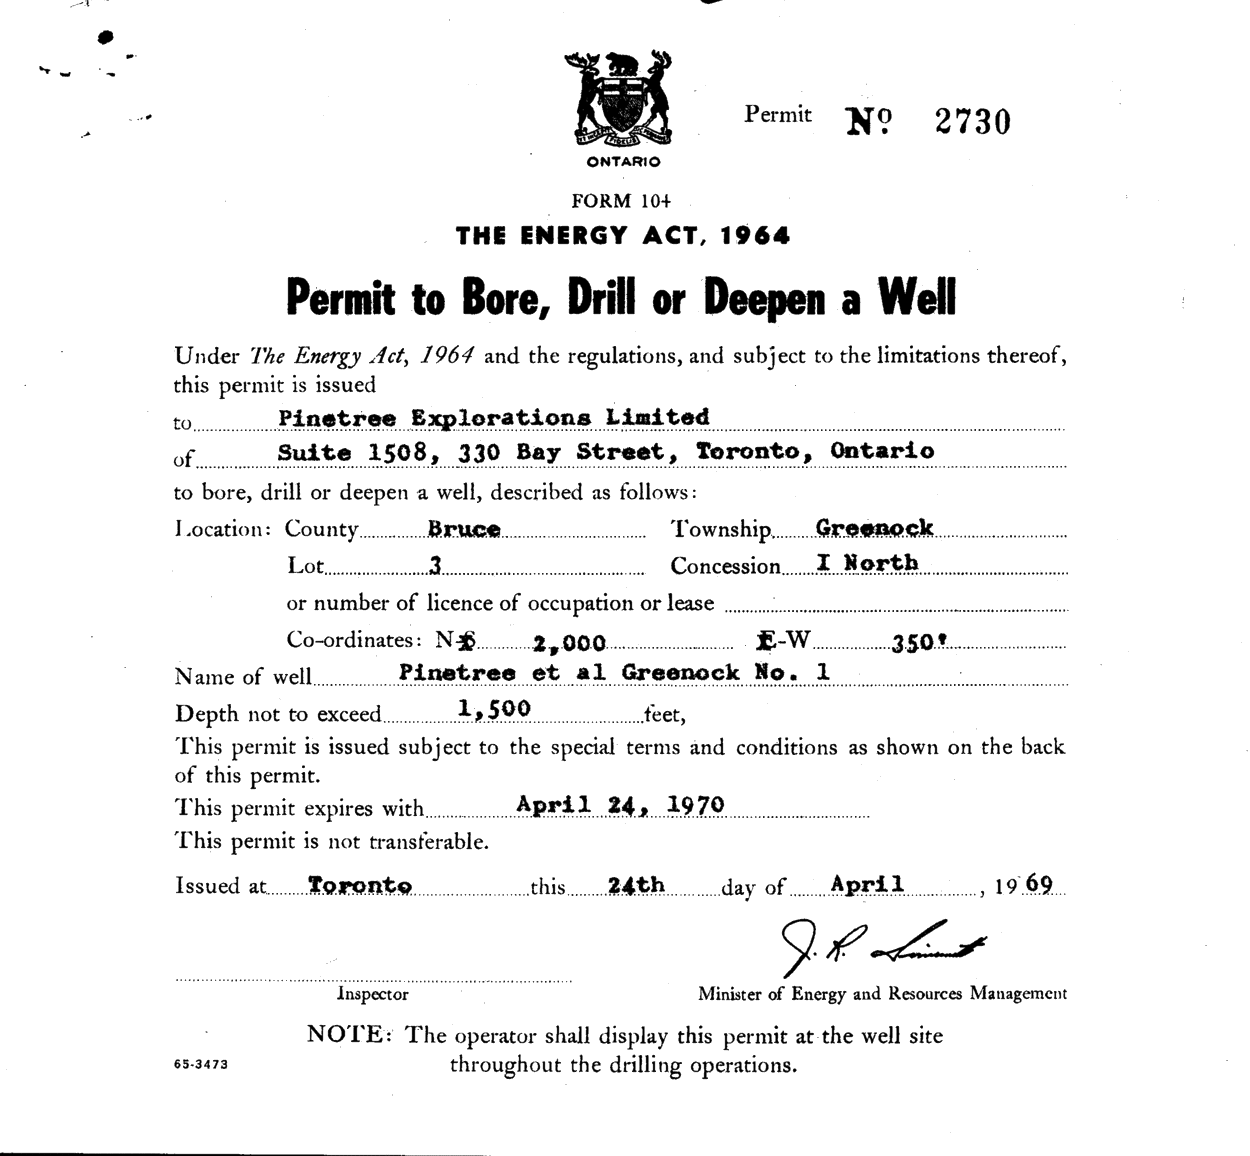 ONTARIO
Permit Nº 2730
FORM 104
THE ENERGY ACT, 1964
Permit to Bore, Drill or Deepen a Well
Under The Energy Act, 1964 and the regulations, and subject to the limitations thereof,
this permit is issued
to Pinetree Explorations Limited
of Suite 1508, 330 Bay Street, Toronto, Ontario
to bore, drill or deepen a well, described as follows:
Location: County Bruce Township Greenock
Lot 3 Concession I North
or number of licence of occupation or lease
Co-ordinates: N-S 2,000 E-W 350'
Name of well Pinetree et al Greenock No. 1
Depth not to exceed 1,500 feet,
This permit is issued subject to the special terms and conditions as shown on the back
of this permit.
This permit expires with April 24, 1970
This permit is not transferable.
Issued at Toronto this 24th day of April, 1969
J. R.
Inspector Minister of Energy and Resources Management
NOTE: The operator shall display this permit at the well site
throughout the drilling operations.
65-3473